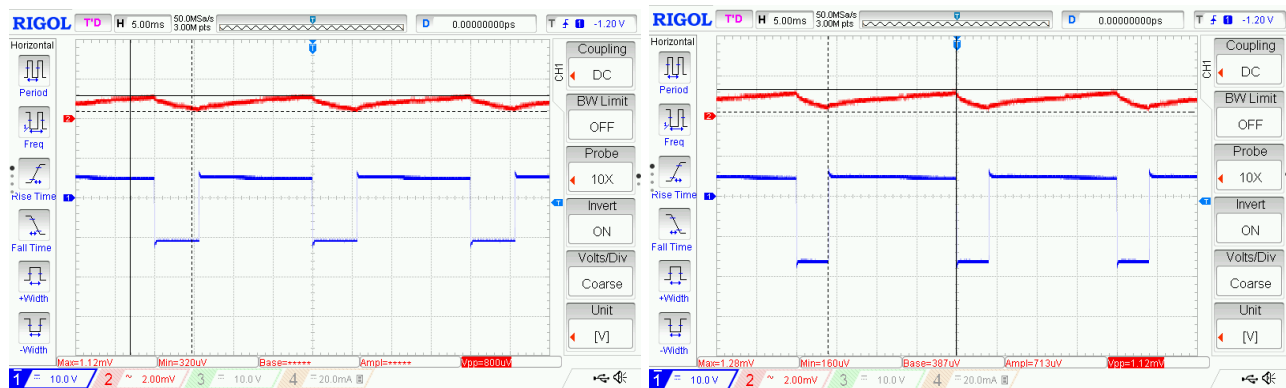 RIGOL T'D H 5.00ms 50.0MSa/s 3.00M pts D 0.00000000ps T 1 -1.20 V
Horizontal
T
Coupling
CH1
DC
Period
BW Limit
OFF
2
Freq
Probe
10X
Rise Time
1
T
Invert
ON
Fall Time
Volts/Div
Coarse
+Width
Unit
[V]
-Width
Max=1.12mV Min=320uV Base=***** Ampl=***** Vpp=800uV
1 = 10.0 V 2 ~ 2.00mV 3 = 10.0 V 4 = 20.0mA
RIGOL T'D H 5.00ms 50.0MSa/s 3.00M pts D 0.00000000ps T 1 -1.20 V
Horizontal
T
Coupling
CH1
DC
Period
BW Limit
OFF
2
Freq
Probe
10X
Rise Time
1
T
Invert
ON
Fall Time
Volts/Div
Coarse
+Width
Unit
[V]
-Width
Max=1.28mV Min=160uV Base=387uV Ampl=713uV Vpp=1.12mV
1 = 10.0 V 2 ~ 2.00mV 3 = 10.0 V 4 = 20.0mA